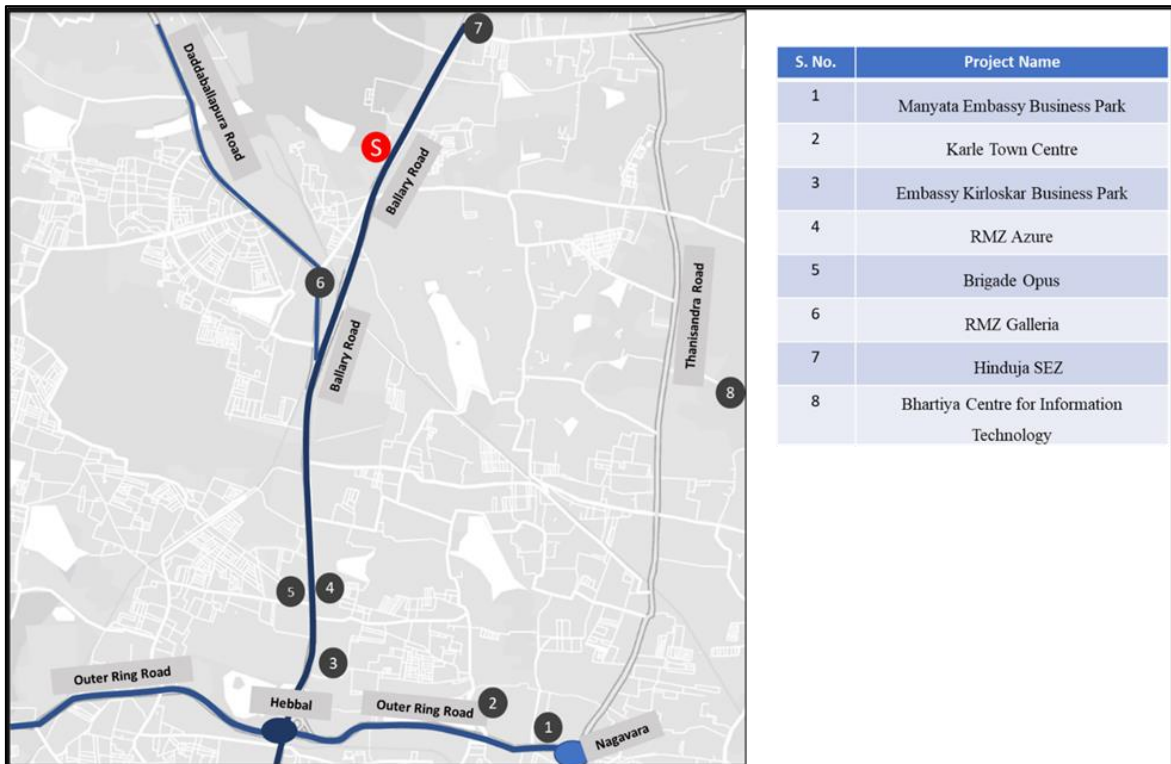 7
Daddaballapura Road
S
Ballary Road
6
Thanisandra Road
Ballary Road
8
5
4
3
Outer Ring Road
Hebbal
Outer Ring Road
2
1
Nagavara
S. No. Project Name
1 Manyata Embassy Business Park
2 Karle Town Centre
3 Embassy Kirloskar Business Park
4 RMZ Azure
5 Brigade Opus
6 RMZ Galleria
7 Hinduja SEZ
8 Bhartiya Centre for Information
Technology